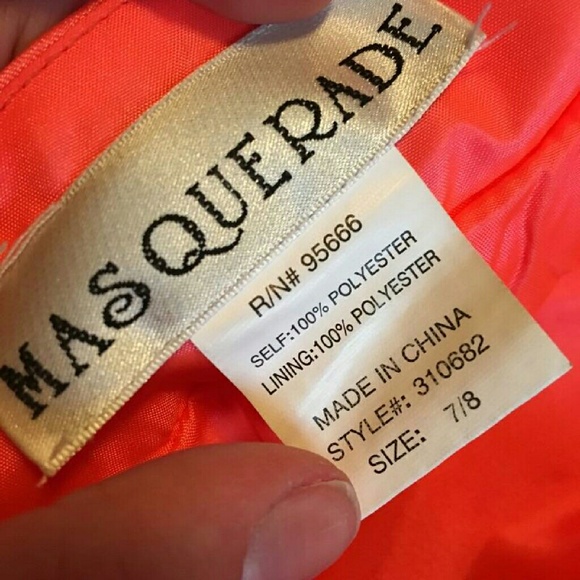 MASQUERADE
R/N# 95666
SELF:100% POLYESTER
LINING:100% POLYESTER
MADE IN CHINA
STYLE#: 310682
SIZE: 7/8